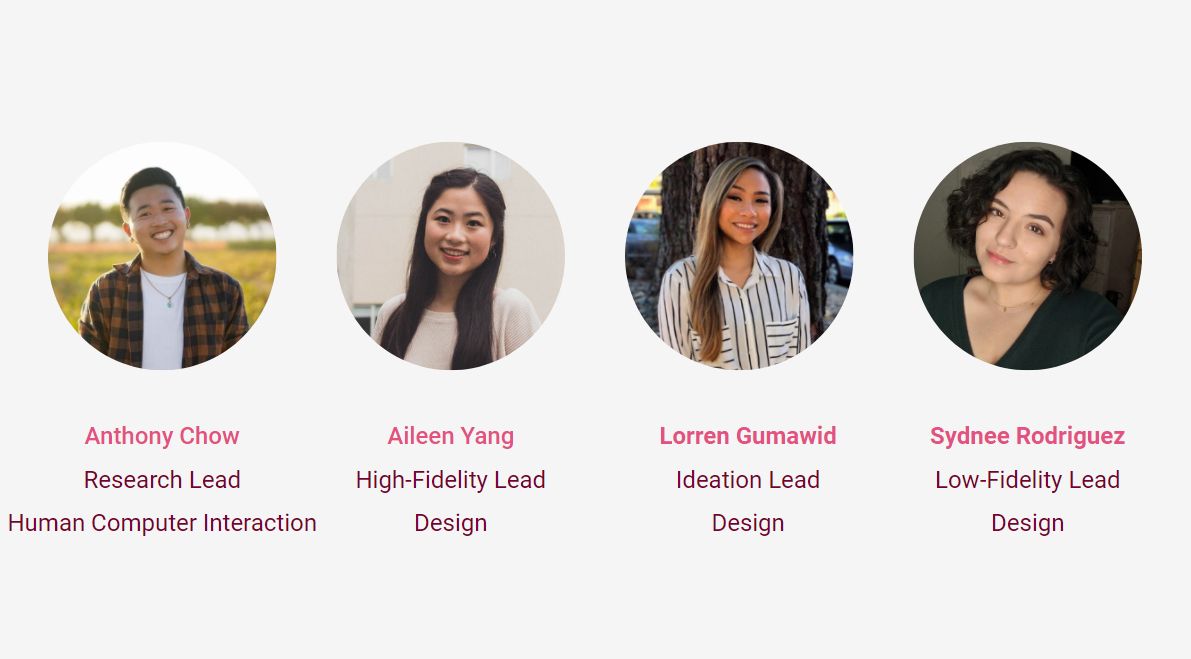 Anthony Chow
Research Lead
Human Computer Interaction
Aileen Yang
High-Fidelity Lead
Design
Lorren Gumawid
Ideation Lead
Design
Sydnee Rodriguez
Low-Fidelity Lead
Design